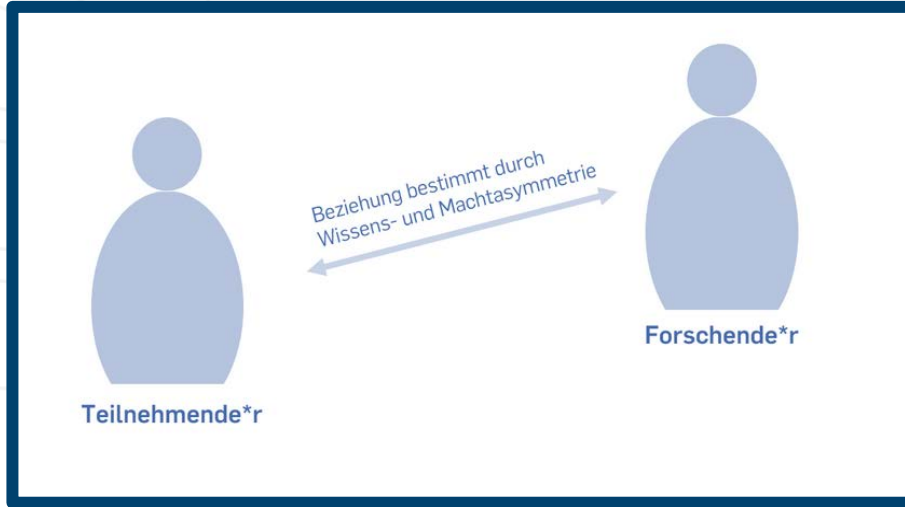 Beziehung bestimmt durch
Wissens- und Machtasymmetrie
Forschende*r
Teilnehmende*r